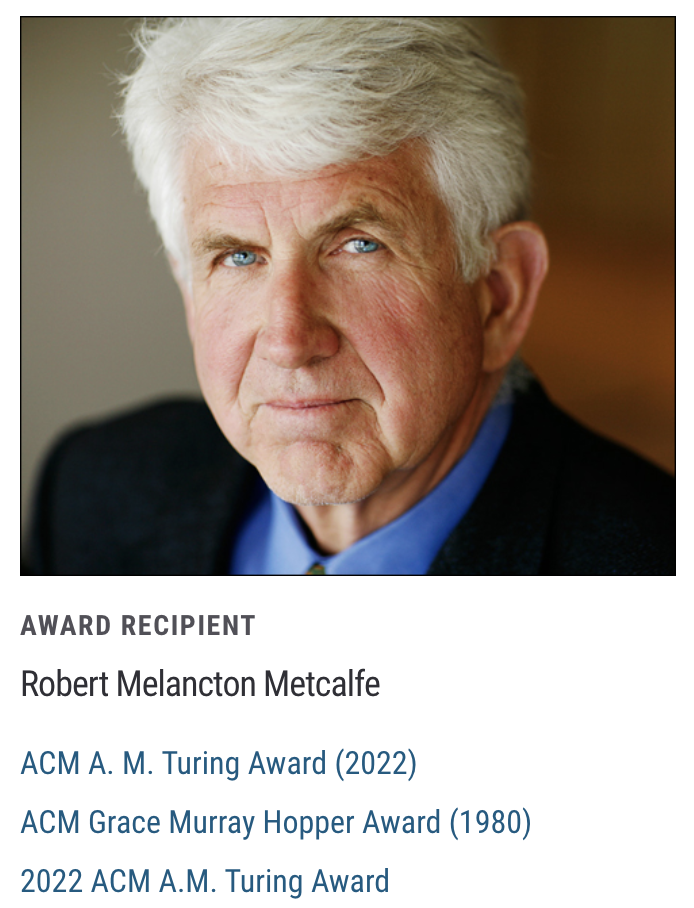 AWARD RECIPIENT
Robert Melancton Metcalfe
ACM A. M. Turing Award (2022)
ACM Grace Murray Hopper Award (1980)
2022 ACM A.M. Turing Award